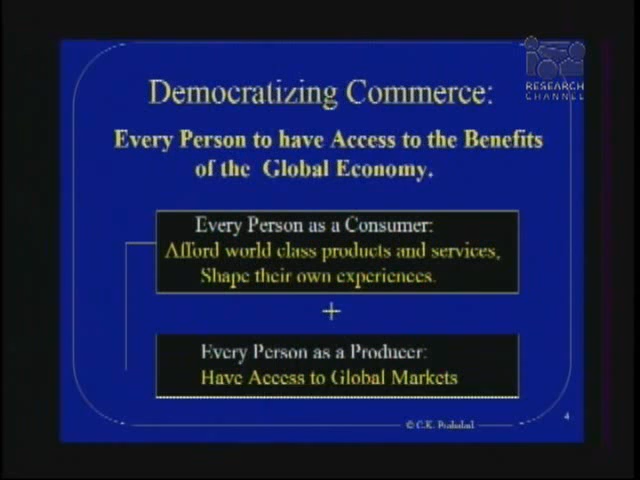 RESEARCH
CHANNEL
Democratizing Commerce:
Every Person to have Access to the Benefits
of the Global Economy.
Every Person as a Consumer:
Afford world class products and services,
Shape their own experiences.
+
Every Person as a Producer:
Have Access to Global Markets
© C.K. Prahalad
4